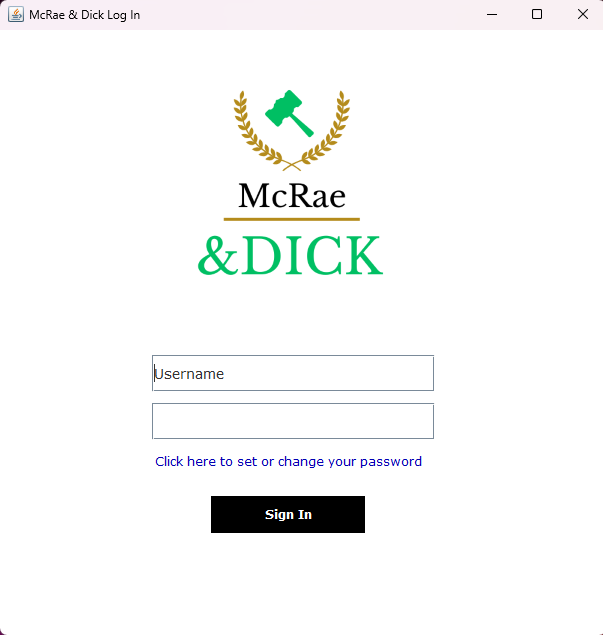 McRae & Dick Log In
McRae
&DICK
Username
Click here to set or change your password
Sign In